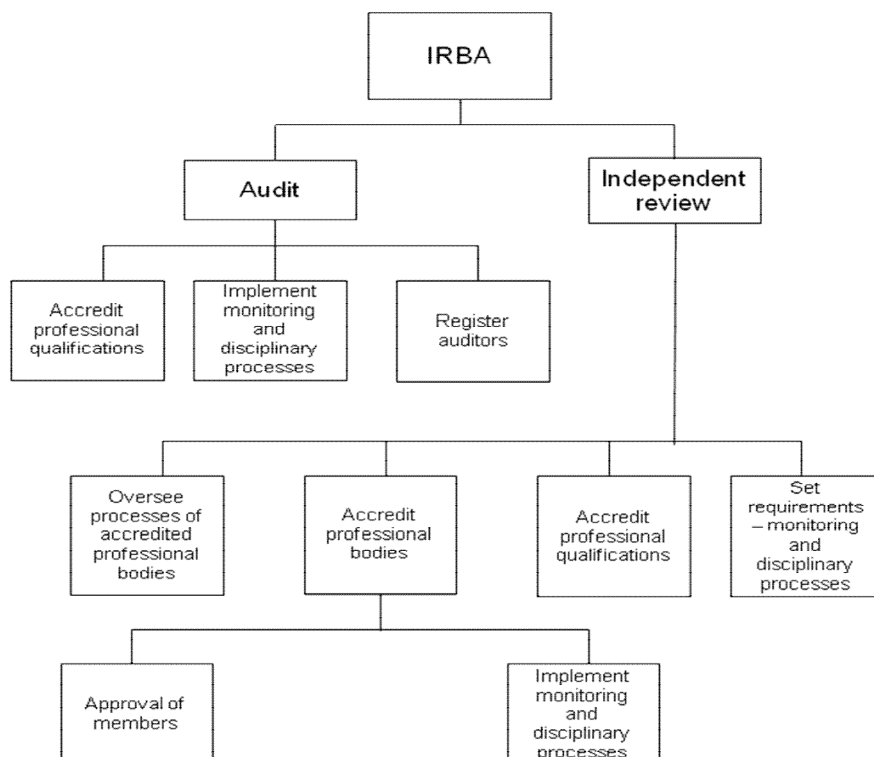 IRBA
Audit
Independent
review
Accredit
professional
qualifications
Implement
monitoring
and
disciplinary
processes
Register
auditors
Oversee
processes of
accredited
professional
bodies
Accredit
professional
bodies
Accredit
professional
qualifications
Set
requirements
– monitoring
and
disciplinary
processes
Approval of
members
Implement
monitoring
and
disciplinary
processes